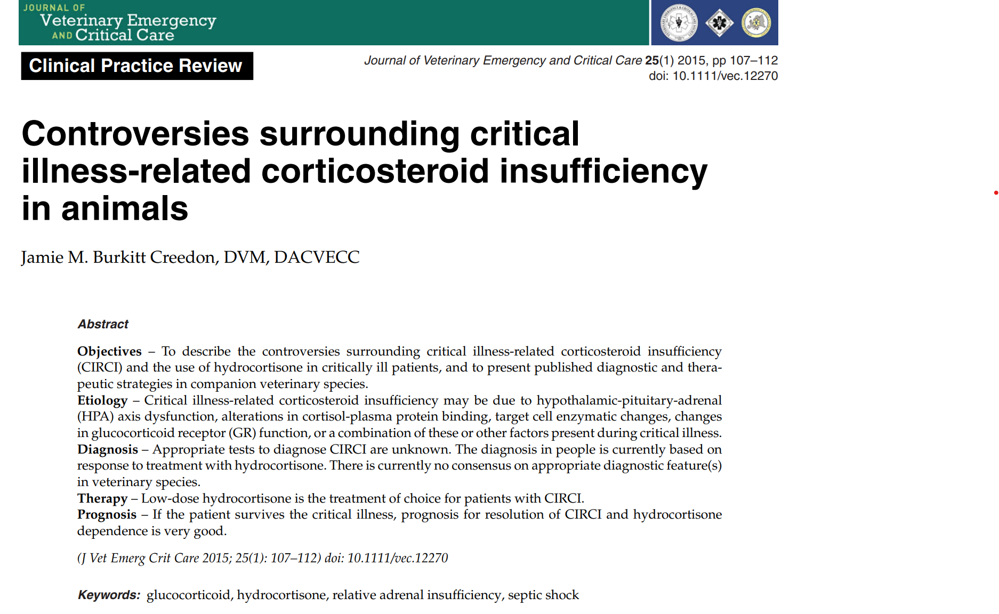 JOURNAL OF
Veterinary Emergency
AND Critical Care
Clinical Practice Review
Journal of Veterinary Emergency and Critical Care 25(1) 2015, pp 107–112
doi: 10.1111/vec.12270
Controversies surrounding critical
illness-related corticosteroid insufficiency
in animals
Jamie M. Burkitt Creedon, DVM, DACVECC
Abstract
Objectives – To describe the controversies surrounding critical illness-related corticosteroid insufficiency
(CIRCI) and the use of hydrocortisone in critically ill patients, and to present published diagnostic and thera-
peutic strategies in companion veterinary species.
Etiology – Critical illness-related corticosteroid insufficiency may be due to hypothalamic-pituitary-adrenal
(HPA) axis dysfunction, alterations in cortisol-plasma protein binding, target cell enzymatic changes, changes
in glucocorticoid receptor (GR) function, or a combination of these or other factors present during critical illness.
Diagnosis – Appropriate tests to diagnose CIRCI are unknown. The diagnosis in people is currently based on
response to treatment with hydrocortisone. There is currently no consensus on appropriate diagnostic feature(s)
in veterinary species.
Therapy – Low-dose hydrocortisone is the treatment of choice for patients with CIRCI.
Prognosis – If the patient survives the critical illness, prognosis for resolution of CIRCI and hydrocortisone
dependence is very good.
(J Vet Emerg Crit Care 2015; 25(1): 107–112) doi: 10.1111/vec.12270
Keywords: glucocorticoid, hydrocortisone, relative adrenal insufficiency, septic shock